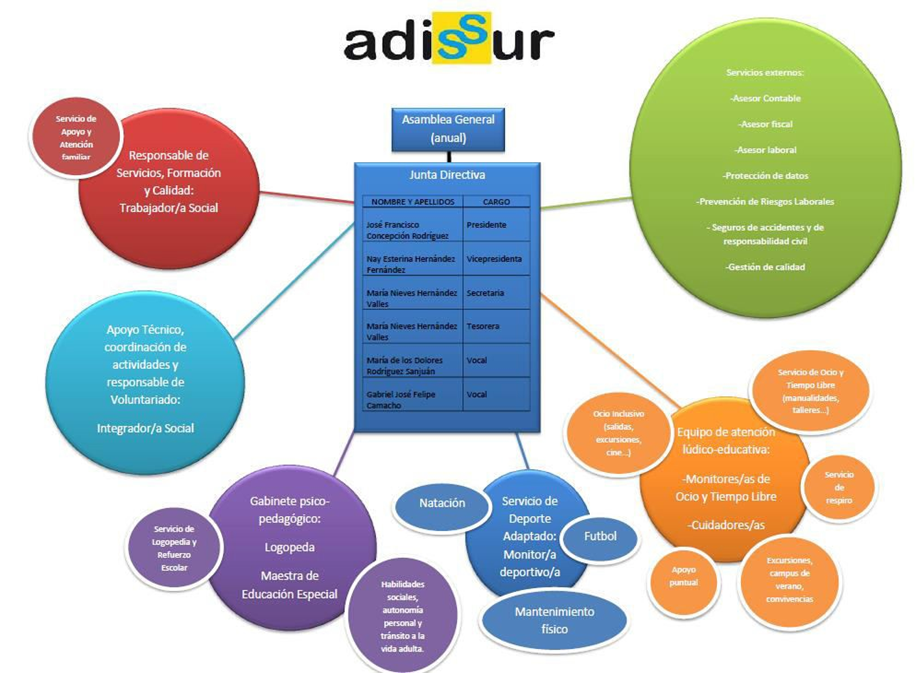 adissur
Asamblea General
(anual)
Junta Directiva
NOMBRE Y APELLIDOS CARGO
José Francisco
Concepción Rodríguez
Presidente
Nay Esterina Hernández
Fernández
Vicepresidenta
María Nieves Hernández
Valles
Secretaria
María Nieves Hernández
Valles
Tesorera
María de los Dolores
Rodríguez Sanjuán
Vocal
Gabriel José Felipe
Camacho
Vocal
Servicio de
Apoyo y
Atención
familiar
Responsable de
Servicios, Formación
y Calidad:
Trabajador/a Social
Servicios externos:
-Asesor Contable
-Asesor fiscal
-Asesor laboral
-Protección de datos
-Prevención de Riesgos Laborales
- Seguros de accidentes y de
responsabilidad civil
-Gestión de calidad
Apoyo Técnico,
coordinación de
actividades y
responsable de
Voluntariado:
Integrador/a Social
Gabinete psico-
pedagógico:
Logopeda
Maestra de
Educación Especial
Servicio de
Logopedia y
Refuerzo
Escolar
Habilidades
sociales,
autonomía
personal y
tránsito a la
vida adulta.
Servicio de
Deporte
Adaptado:
Monitor/a
deportivo/a
Natación
Futbol
Mantenimiento
físico
Equipo de atención
lúdico-educativa:
-Monitores/as de
Ocio y Tiempo Libre
-Cuidadores/as
Ocio Inclusivo
(salidas,
excursiones,
cine...)
Servicio de Ocio y
Tiempo Libre
(manualidades,
talleres...)
Servicio
de
respiro
Apoyo
puntual
Excursiones,
campus de
verano,
convivencias